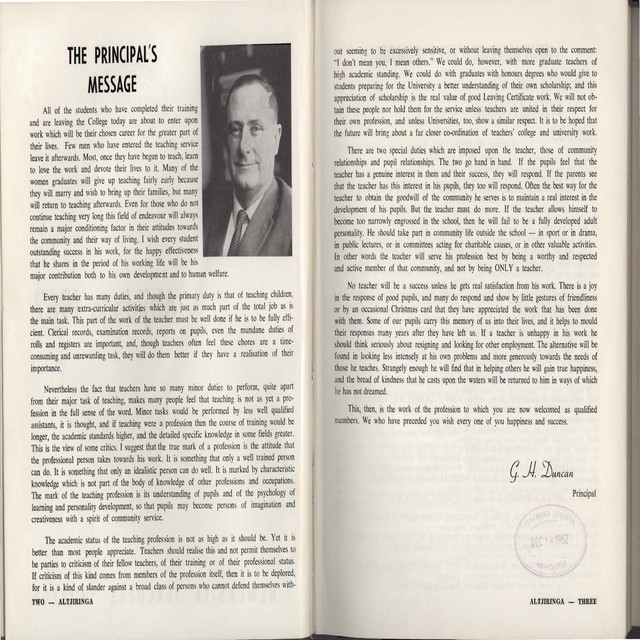 THE PRINCIPAL'S
MESSAGE
All of the students who have completed their training
and are leaving the College today are about to enter upon
work which will be their chosen career for the greater part of
their lives. Few men who have entered the teaching service
leave it afterwards. Most, once they have begun to teach, learn
to love the work and devote their lives to it. Many of the
women graduates will give up teaching fairly early because
they will marry and wish to bring up their families, but many
will return to teaching afterwards. Even for those who do not
continue teaching very long this field of endeavour will always
remain a major conditioning factor in their attitudes towards
the community and their way of living. I wish every student
outstanding success in his work, for the happy effectiveness
that he shares in the period of his working life will be his
major contribution both to his own development and to human welfare.
Every teacher has many duties, and though the primary duty is that of teaching children,
there are many extra-curricular activities which are just as much part of the total job as is
the main task. This part of the work of the teacher must be well done if he is to be fully effi-
cient. Clerical records, examination records, reports on pupils, even the mundane duties of
rolls and registers are important, and, though teachers often feel these chores are a time-
consuming and unrewarding task, they will do them better if they have a realisation of their
importance.
Nevertheless the fact that teachers have so many minor duties to perform, quite apart
from their major task of teaching, makes many people feel that teaching is not as yet a pro-
fession in the full sense of the word. Minor tasks would be performed by less well qualified
assistants, it is thought, and if teaching were a profession then the course of training would be
longer, the academic standards higher, and the detailed specific knowledge in some fields greater.
This is the view of some critics. I suggest that the true mark of a profession is the attitude that
the professional person takes towards his work. It is something that only a well trained person
can do. It is something that only an idealistic person can do well. It is marked by characteristic
knowledge which is not part of the body of knowledge of other professions and occupations.
The mark of the teaching profession is its understanding of pupils and of the psychology of
learning and personality development, so that pupils may become persons of imagination and
creativeness with a spirit of community service.
The academic status of the teaching profession is not as high as it should be. Yet it is
better than most people appreciate. Teachers should realise this and not permit themselves to
be parties to criticism of their fellow teachers, of their training or of their professional status.
If criticism of this kind comes from members of the profession itself, then it is to be deplored,
for it is a kind of slander against a broad class of persons who cannot defend themselves with-
TWO — ALTJIRINGA
out seeming to be excessively sensitive, or without leaving themselves open to the comment:
"I don't mean you, I mean others." We could do, however, with more graduate teachers of
high academic standing. We could do with graduates with honours degrees who would give to
students preparing for the University a better understanding of their own scholarship; and this
appreciation of scholarship is the real value of good Leaving Certificate work. We will not ob-
tain these people nor hold them for the service unless teachers are united in their respect for
their own profession, and unless Universities, too, show a similar respect. It is to be hoped that
the future will bring about a far closer co-ordination of teachers' college and university work.
There are two special duties which are imposed upon the teacher, those of community
relationships and pupil relationships. The two go hand in hand. If the pupils feel that the
teacher has a genuine interest in them and their success, they will respond. If the parents see
that the teacher has this interest in his pupils, they too will respond. Often the best way for the
teacher to obtain the goodwill of the community he serves is to maintain a real interest in the
development of his pupils. But the teacher must do more. If the teacher allows himself to
become too narrowly engrossed in the school, then he will fail to be a fully developed adult
personality. He should take part in community life outside the school — in sport or in drama,
in public lectures, or in committees acting for charitable causes, or in other valuable activities.
In other words the teacher will serve his profession best by being a worthy and respected
and active member of that community, and not by being ONLY a teacher.
No teacher will be a success unless he gets real satisfaction from his work. There is a joy
in the response of good pupils, and many do respond and show by little gestures of friendliness
or by an occasional Christmas card that they have appreciated the work that has been done
with them. Some of our pupils carry this memory of us into their lives, and it helps to mould
their responses many years after they have left us. If a teacher is unhappy in his work he
should think seriously about resigning and looking for other employment. The alternative will be
found in looking less intensely at his own problems and more generously towards the needs of
those he teaches. Strangely enough he will find that in helping others he will gain true happiness,
and the bread of kindness that he casts upon the waters will be returned to him in ways of which
he has not dreamed.
This, then, is the work of the profession to which you are now welcomed as qualified
members. We who have preceded you wish every one of you happiness and success.
G. H. Duncan
Principal
DEC 14 1962
ALTJIRINGA — THREE